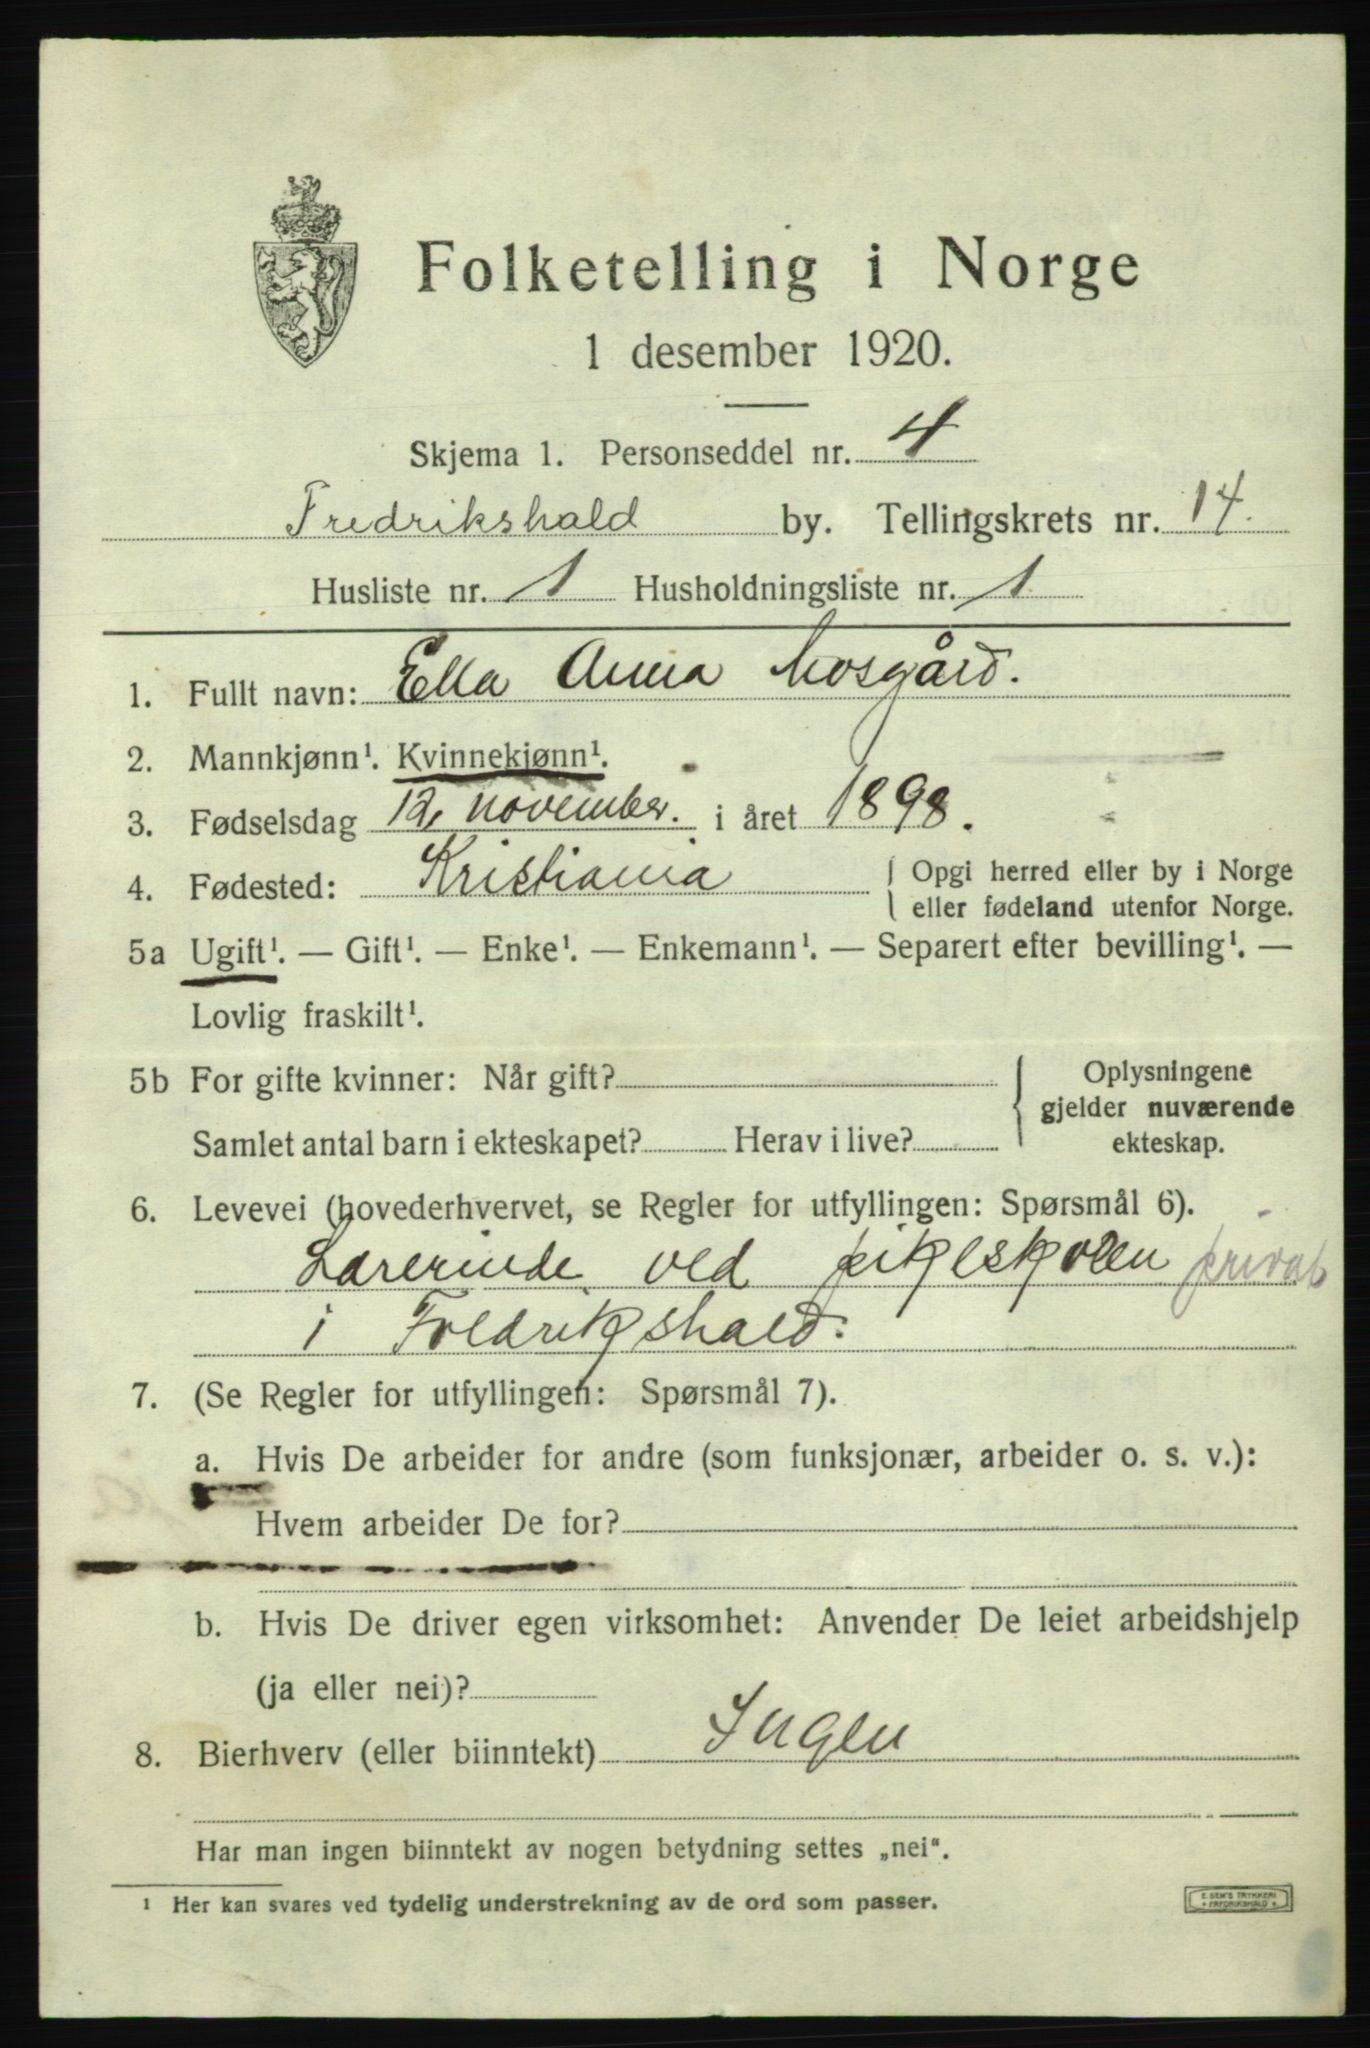 Folketelling i Norge
1 desember 1920.
Skjema 1. Personseddel nr. 4
Fredrikshald by. Tellingskrets nr. 14.
Husliste nr. 1 Husholdningsliste nr. 1
1. Fullt navn: Ella Anna Mosgård.
2. Mannkjønn¹. Kvinnekjønn¹.
3. Fødselsdag 12, november. i året 1898.
4. Fødested: Kristiania { Opgi herred eller by i Norge
eller fødeland utenfor Norge.
5a Ugift¹. — Gift¹. — Enke¹. — Enkemann¹. — Separert efter bevilling¹. —
Lovlig fraskilt¹.
5b For gifte kvinner: Når gift? { Oplysningene
gjelder nuværende
Samlet antal barn i ekteskapet? Herav i live? ekteskap.
6. Levevei (hovederhvervet, se Regler for utfyllingen: Spørsmål 6).
Lærerinde ved pikeskolen privat
i Fredrikshald.
7. (Se Regler for utfyllingen: Spørsmål 7).
a. Hvis De arbeider for andre (som funksjonær, arbeider o. s. v.):
Hvem arbeider De for?
b. Hvis De driver egen virksomhet: Anvender De leiet arbeidshjelp
(ja eller nei)?
8. Bierhverv (eller biinntekt) Ingen
Har man ingen biinntekt av nogen betydning settes „nei“.
¹ Her kan svares ved tydelig understrekning av de ord som passer.
E. SEM'S TRYKKERI
FREDRIKSHALD